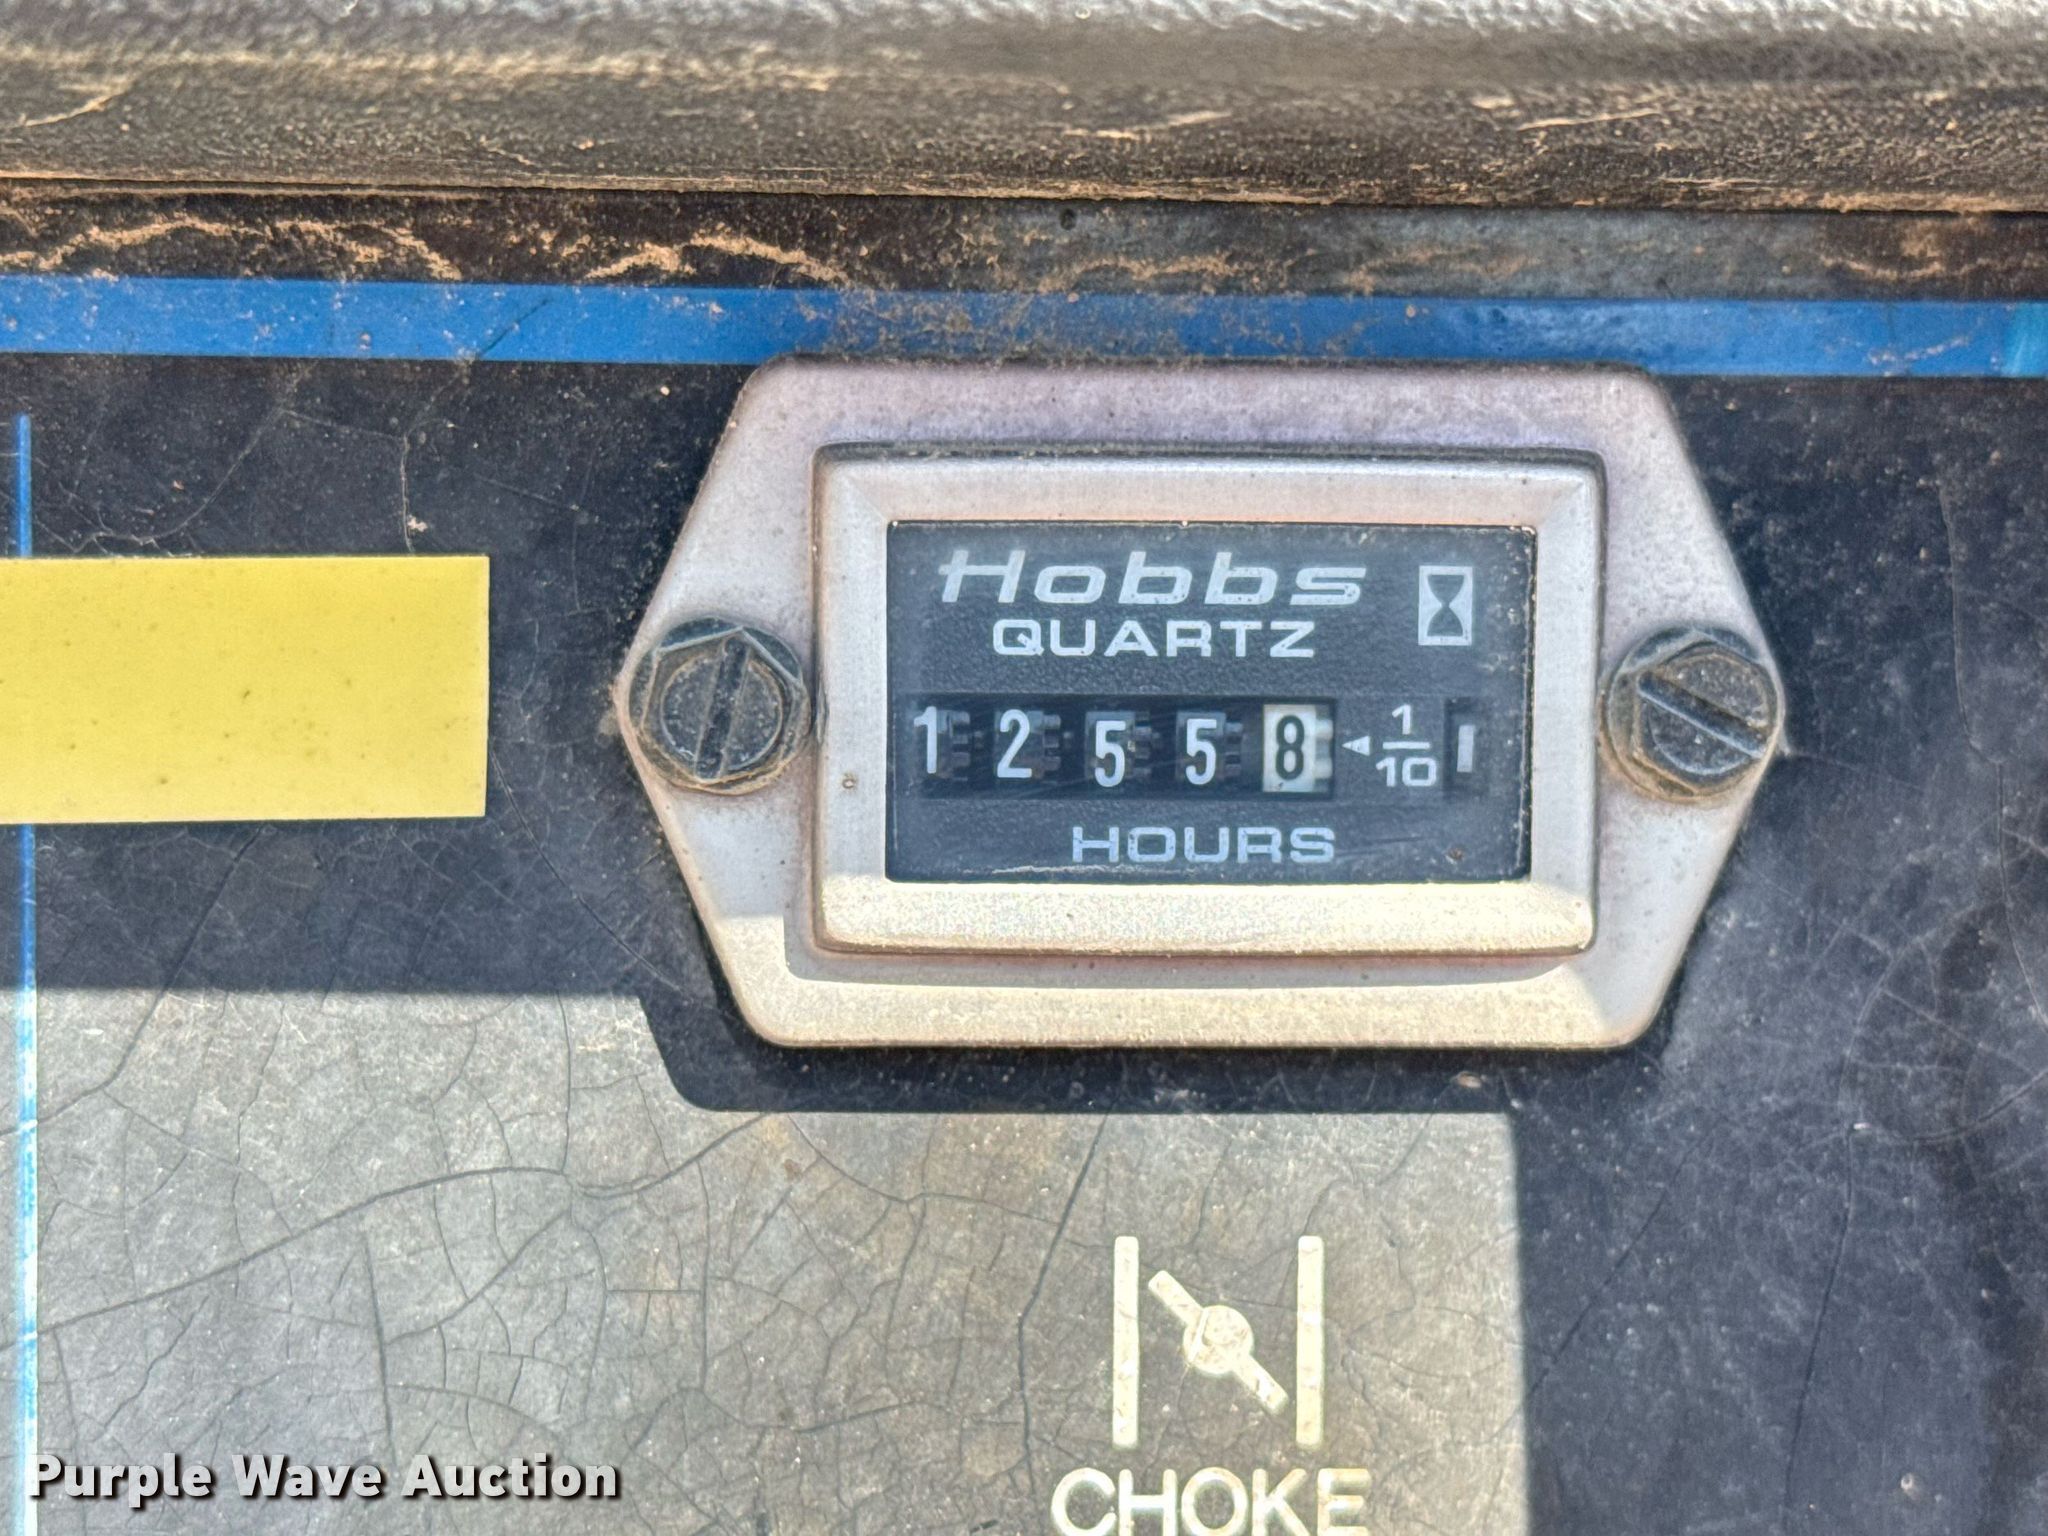 Hobbs
QUARTZ
1 2 5 5 8 ◄ 1/10
HOURS
CHOKE
Purple Wave Auction